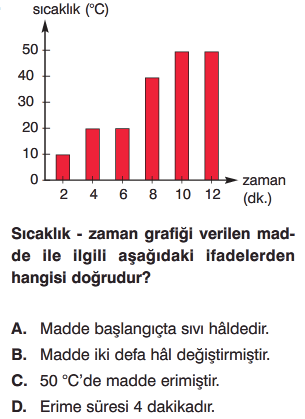 sıcaklık (°C)
50
40
30
20
10
0
2 4 6 8 10 12
zaman
(dk.)
Sıcaklık - zaman grafiği verilen mad-
de ile ilgili aşağıdaki ifadelerden
hangisi doğrudur?
A. Madde başlangıçta sıvı hâldedir.
B. Madde iki defa hâl değiştirmiştir.
C. 50 °C'de madde erimiştir.
D. Erime süresi 4 dakikadır.